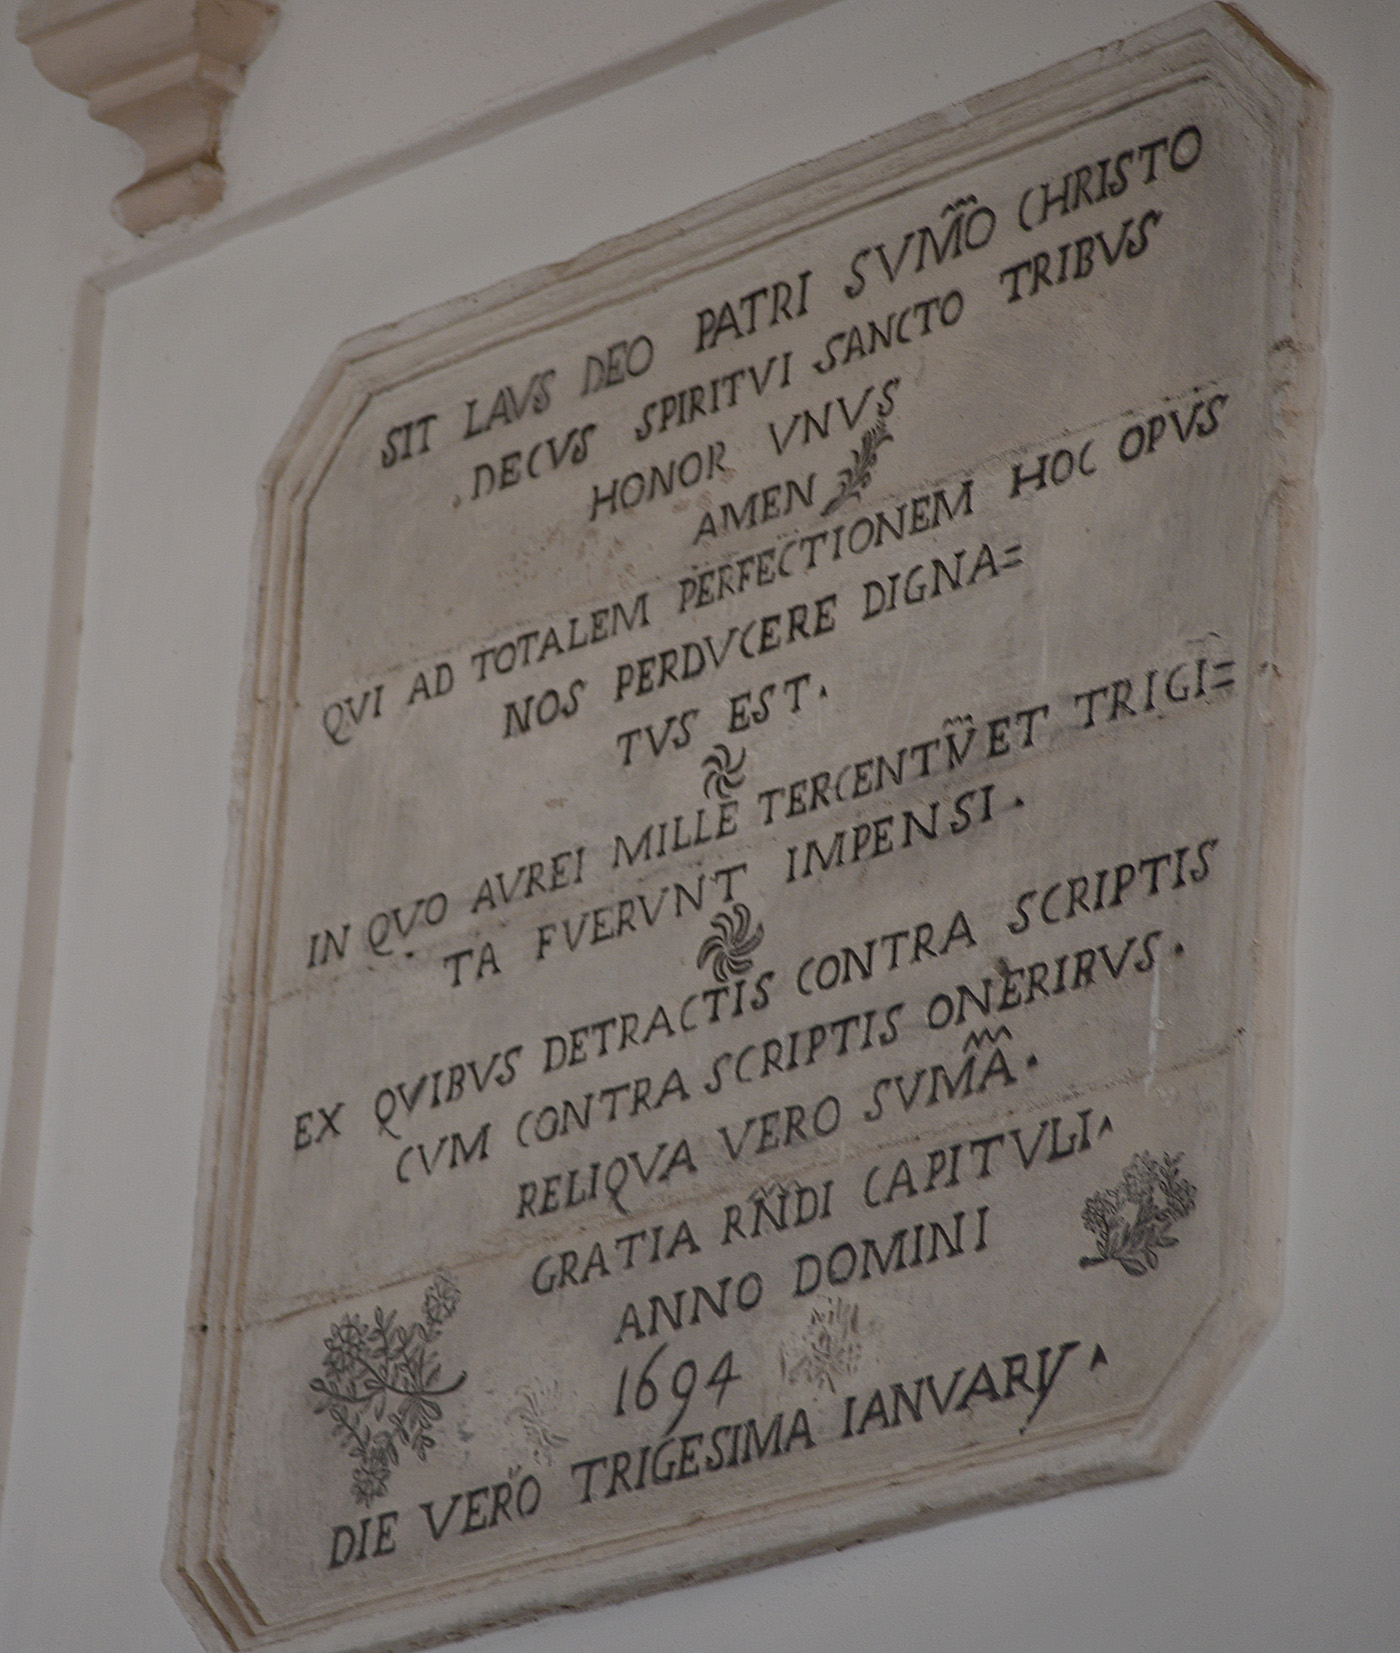 SIT LAVS DEO PATRI SVM̃O CHRISTO
DECVS SPIRITVI SANCTO TRIBVS
HONOR VNVS
AMEN
QVI AD TOTALEM PERFECTIONEM HOC OPVS
NOS PERDVCERE DIGNA=
TVS EST.
IN QVO AVREI MILLE TERCENTṼ ET TRIGI=
TA FVERVNT IMPENSI.
EX QVIBVS DETRACTIS CONTRA SCRIPTIS
CVM CONTRA SCRIPTIS ONERIBVS.
RELIQVA VERO SVMÃ.
GRATIA RÑDI CAPITVLI
ANNO DOMINI
1694
DIE VERO TRIGESIMA IANVARY